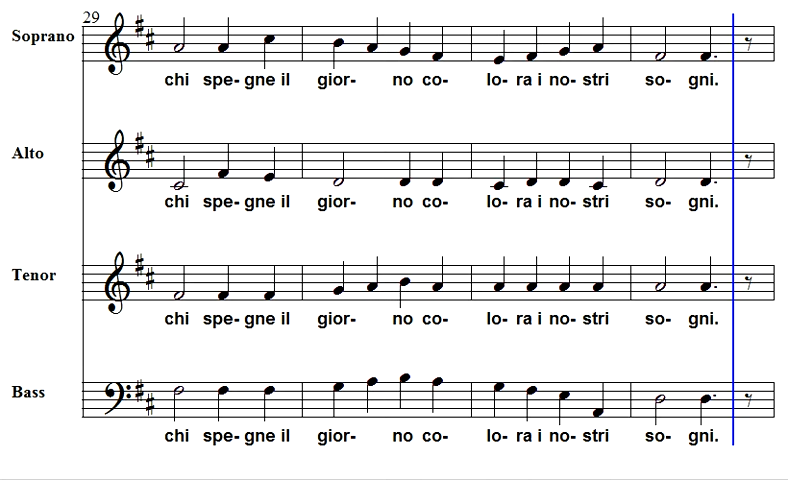 29
Soprano
chi spe- gne il gior- no co- lo- ra i no- stri so- gni.
Alto
chi spe- gne il gior- no co- lo- ra i no- stri so- gni.
Tenor
chi spe- gne il gior- no co- lo- ra i no- stri so- gni.
Bass
chi spe- gne il gior- no co- lo- ra i no- stri so- gni.